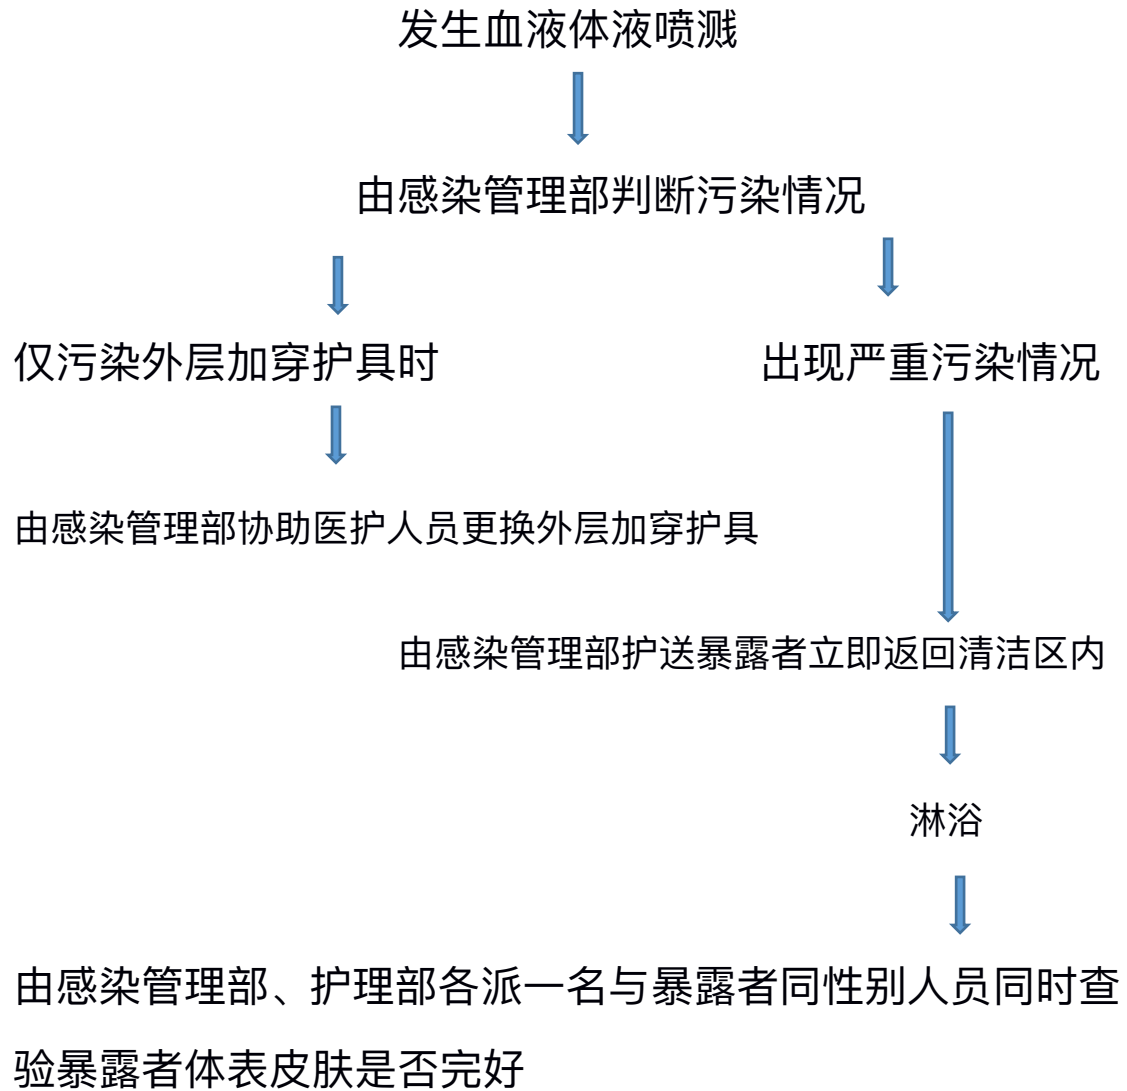 发生血液体液喷溅
由感染管理部判断污染情况
仅污染外层加穿护具时
出现严重污染情况
由感染管理部协助医护人员更换外层加穿护具
由感染管理部护送暴露者立即返回清洁区内
淋浴
由感染管理部、护理部各派一名与暴露者同性别人员同时查
验暴露者体表皮肤是否完好